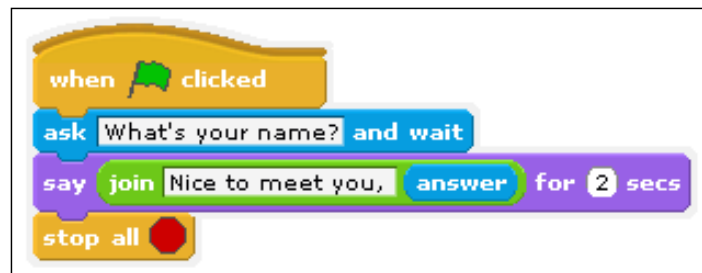 when clicked
ask What's your name? and wait
say join Nice to meet you, answer for 2 secs
stop all